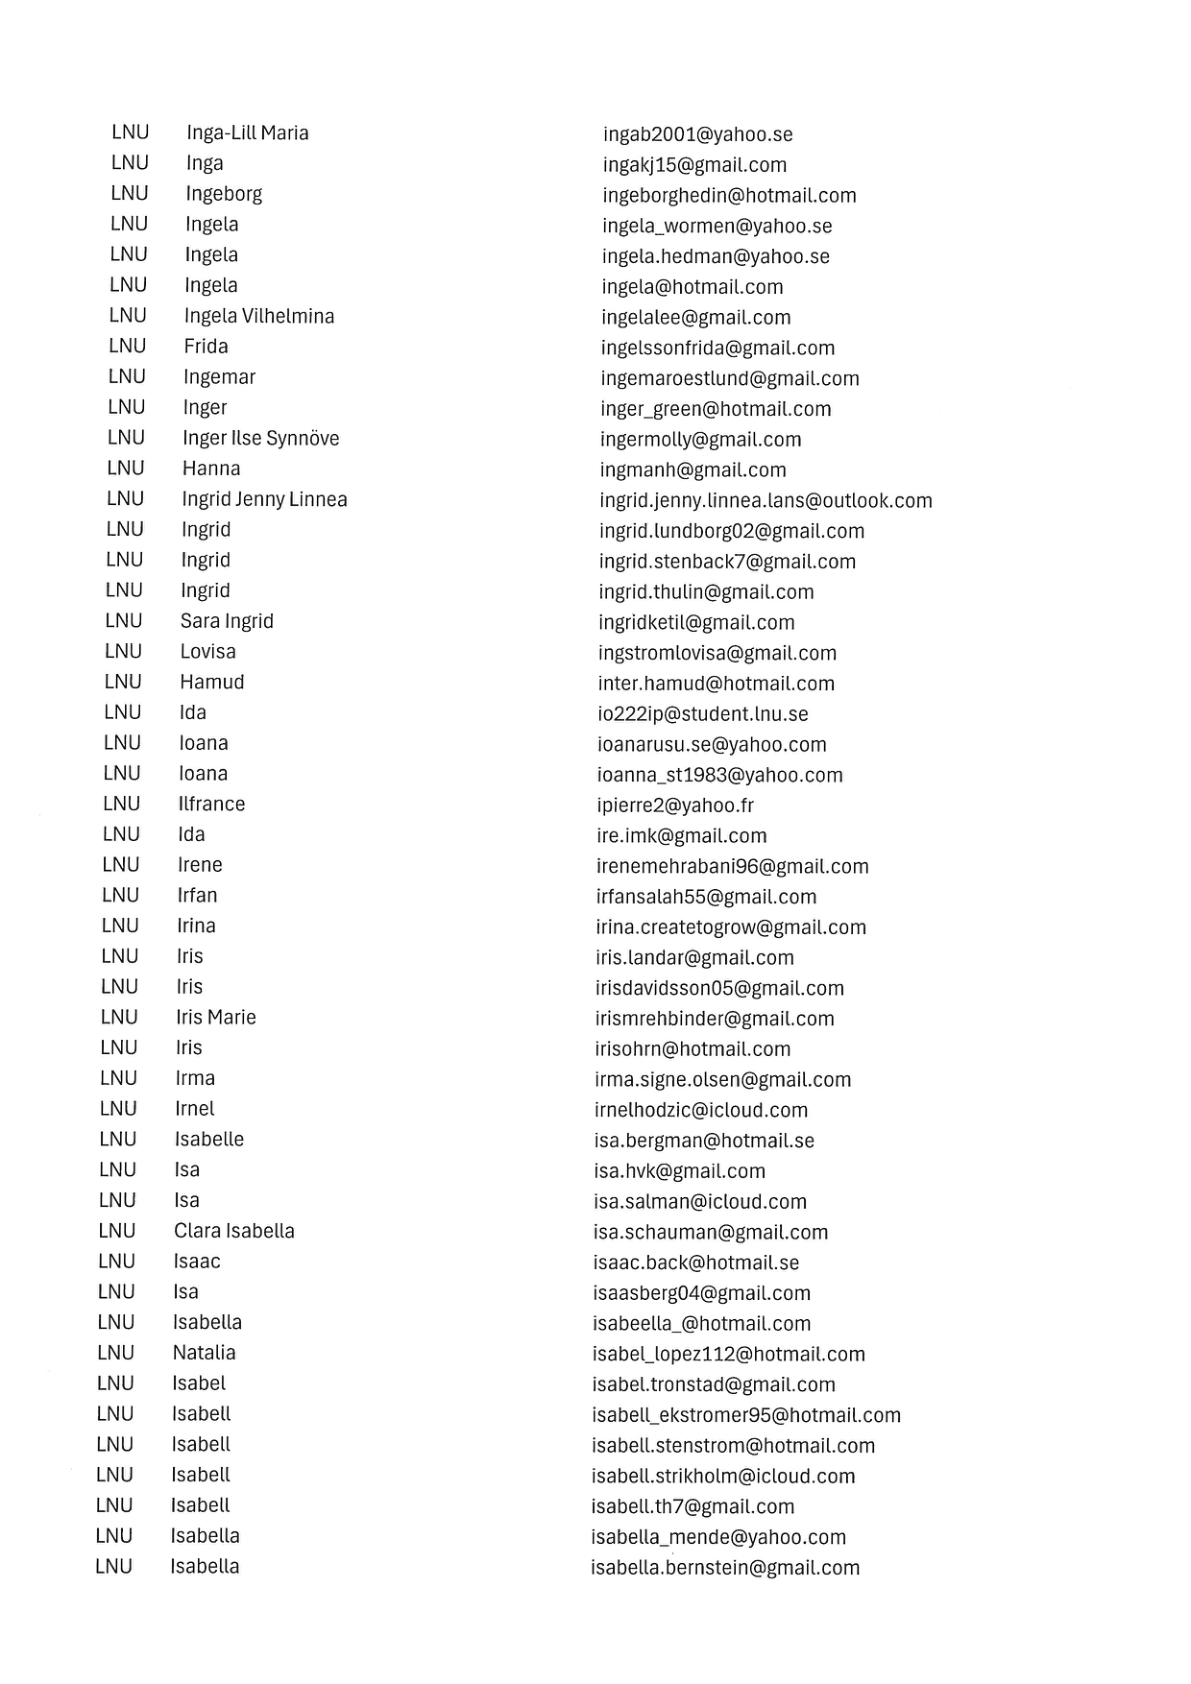 LNU Inga-Lill Maria ingab2001@yahoo.se
LNU Inga ingakj15@gmail.com
LNU Ingeborg ingeborghedin@hotmail.com
LNU Ingela ingela_wormen@yahoo.se
LNU Ingela ingela.hedman@yahoo.se
LNU Ingela ingela@hotmail.com
LNU Ingela Vilhelmina ingelalee@gmail.com
LNU Frida ingelssonfrida@gmail.com
LNU Ingemar ingemaroestlund@gmail.com
LNU Inger inger_green@hotmail.com
LNU Inger Ilse Synnöve ingermolly@gmail.com
LNU Hanna ingmanh@gmail.com
LNU Ingrid Jenny Linnea ingrid.jenny.linnea.lans@outlook.com
LNU Ingrid ingrid.lundborg02@gmail.com
LNU Ingrid ingrid.stenback7@gmail.com
LNU Ingrid ingrid.thulin@gmail.com
LNU Sara Ingrid ingridketil@gmail.com
LNU Lovisa ingstromlovisa@gmail.com
LNU Hamud inter.hamud@hotmail.com
LNU Ida io222ip@student.lnu.se
LNU Ioana ioanarusu.se@yahoo.com
LNU Ioana ioanna_st1983@yahoo.com
LNU Ilfrance ipierre2@yahoo.fr
LNU Ida ire.imk@gmail.com
LNU Irene irenemehrabani96@gmail.com
LNU Irfan irfansalah55@gmail.com
LNU Irina irina.createtogrow@gmail.com
LNU Iris iris.landar@gmail.com
LNU Iris irisdavidsson05@gmail.com
LNU Iris Marie irismrehbinder@gmail.com
LNU Iris irisohrn@hotmail.com
LNU Irma irma.signe.olsen@gmail.com
LNU Irnel irnelhodzic@icloud.com
LNU Isabelle isa.bergman@hotmail.se
LNU Isa isa.hvk@gmail.com
LNU Isa isa.salman@icloud.com
LNU Clara Isabella isa.schauman@gmail.com
LNU Isaac isaac.back@hotmail.se
LNU Isa isaasberg04@gmail.com
LNU Isabella isabeella_@hotmail.com
LNU Natalia isabel_lopez112@hotmail.com
LNU Isabel isabel.tronstad@gmail.com
LNU Isabell isabell_ekstromer95@hotmail.com
LNU Isabell isabell.stenstrom@hotmail.com
LNU Isabell isabell.strikholm@icloud.com
LNU Isabell isabell.th7@gmail.com
LNU Isabella isabella_mende@yahoo.com
LNU Isabella isabella.bernstein@gmail.com